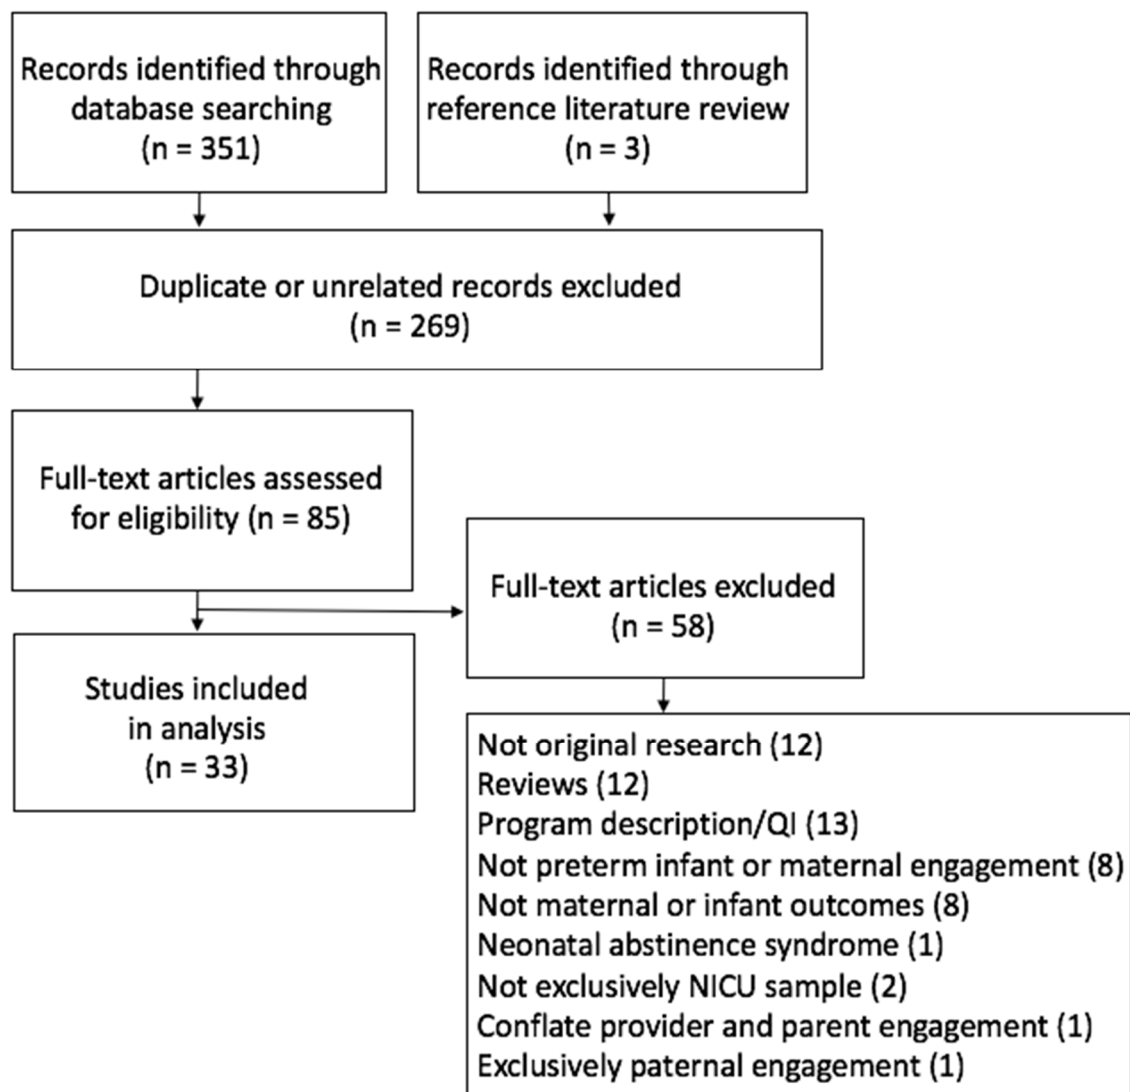 Records identified through
database searching
(n = 351)
Records identified through
reference literature review
(n = 3)
Duplicate or unrelated records excluded
(n = 269)
Full-text articles assessed
for eligibility (n = 85)
Full-text articles excluded
(n = 58)
Studies included
in analysis
(n = 33)
Not original research (12)
Reviews (12)
Program description/QI (13)
Not preterm infant or maternal engagement (8)
Not maternal or infant outcomes (8)
Neonatal abstinence syndrome (1)
Not exclusively NICU sample (2)
Conflate provider and parent engagement (1)
Exclusively paternal engagement (1)